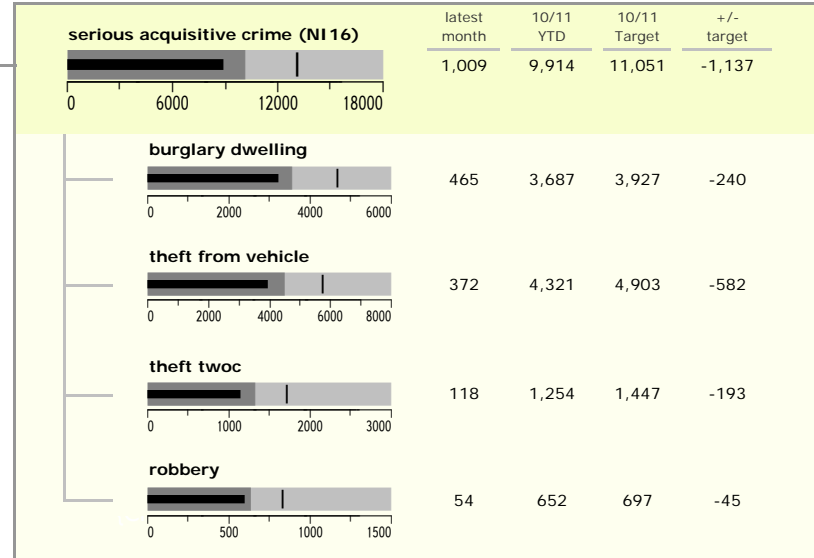 latest 10/11 10/11 +/-
serious acquisitive crime (NI16) month YTD Target target
1,009 9,914 11,051 -1,137
0 6000 12000 18000
burglary dwelling
465 3,687 3,927 -240
0 2000 4000 6000
theft from vehicle
372 4,321 4,903 -582
0 2000 4000 6000 8000
theft twoc
118 1,254 1,447 -193
0 1000 2000 3000
robbery
54 652 697 -45
0 500 1000 1500